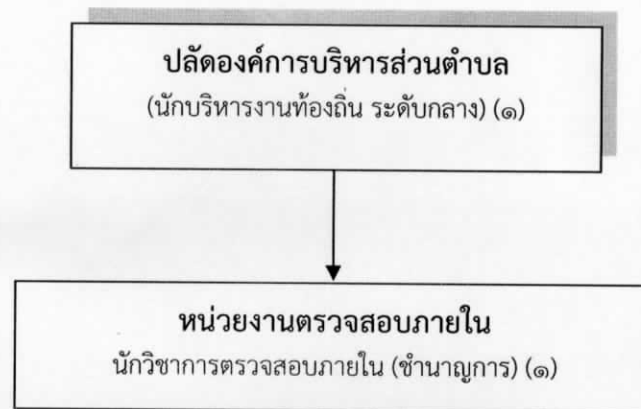 ปลัดองค์การบริหารส่วนตำบล
(นักบริหารงานท้องถิ่น ระดับกลาง) (๑)
หน่วยงานตรวจสอบภายใน
นักวิชาการตรวจสอบภายใน (ชำนาญการ) (๑)